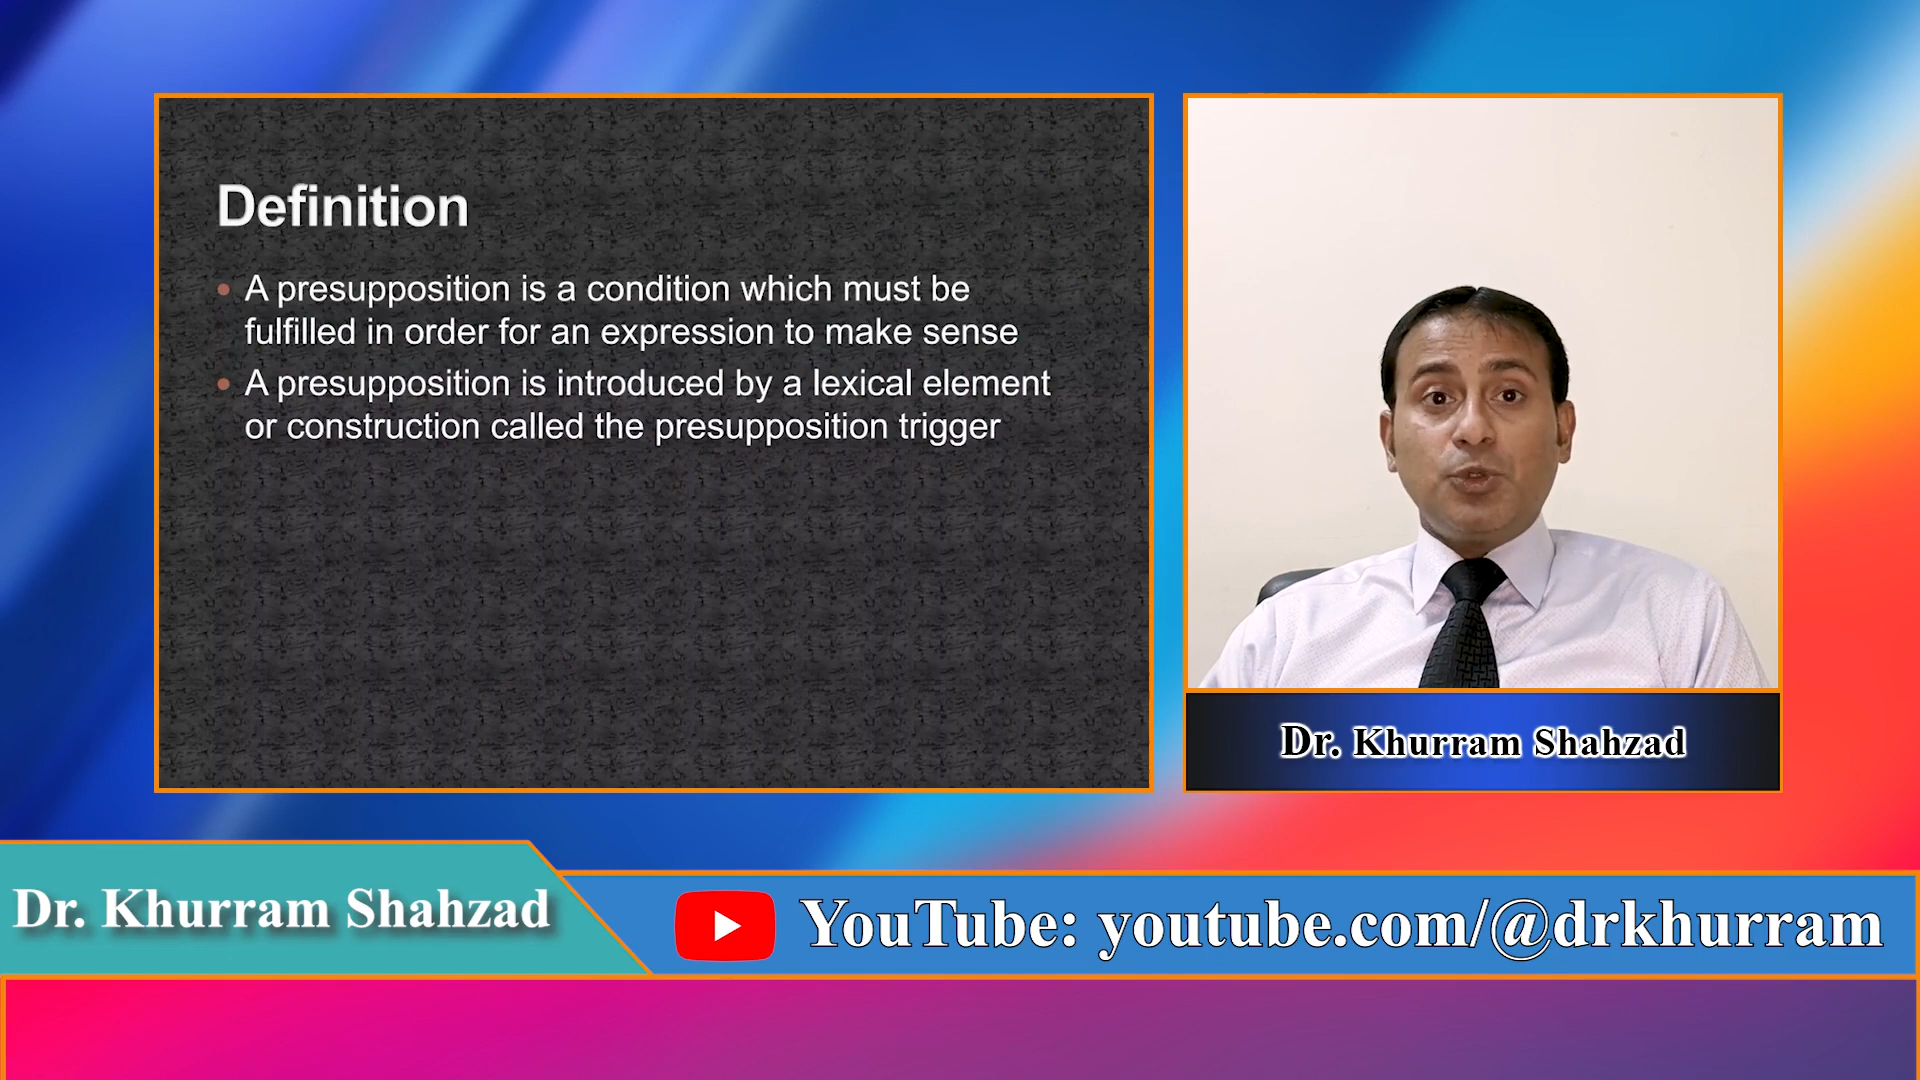 Definition
A presupposition is a condition which must be
fulfilled in order for an expression to make sense
A presupposition is introduced by a lexical element
or construction called the presupposition trigger
Dr. Khurram Shahzad
Dr. Khurram Shahzad
YouTube: youtube.com/@drkhurram